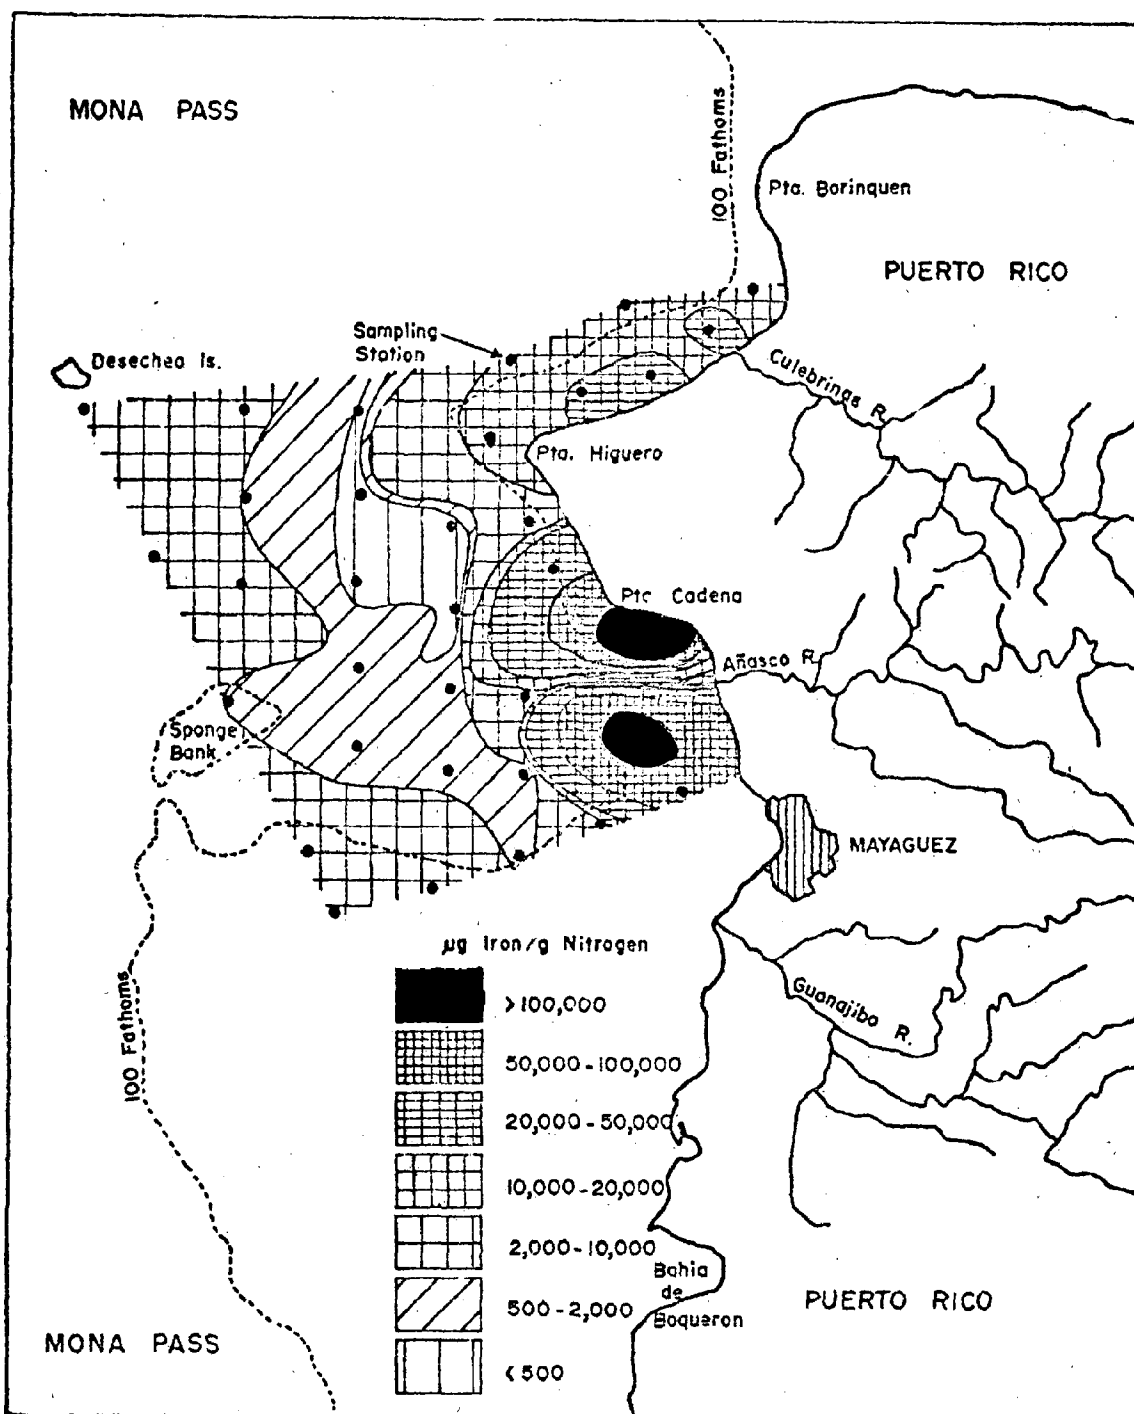 MONA PASS
100 Fathoms
Pta. Borinquen
PUERTO RICO
Sampling
Station
Desecheo Is.
Culebrinas R.
Pta. Higuero
Pta Cadena
Añasco R.
Sponge
Bank
MAYAGUEZ
µg Iron/g Nitrogen
>100,000
50,000-100,000
20,000-50,000
10,000-20,000
2,000-10,000
500-2,000
<500
Guanajibo R.
100 Fathoms
Bahia
de
Boqueron
PUERTO RICO
MONA PASS